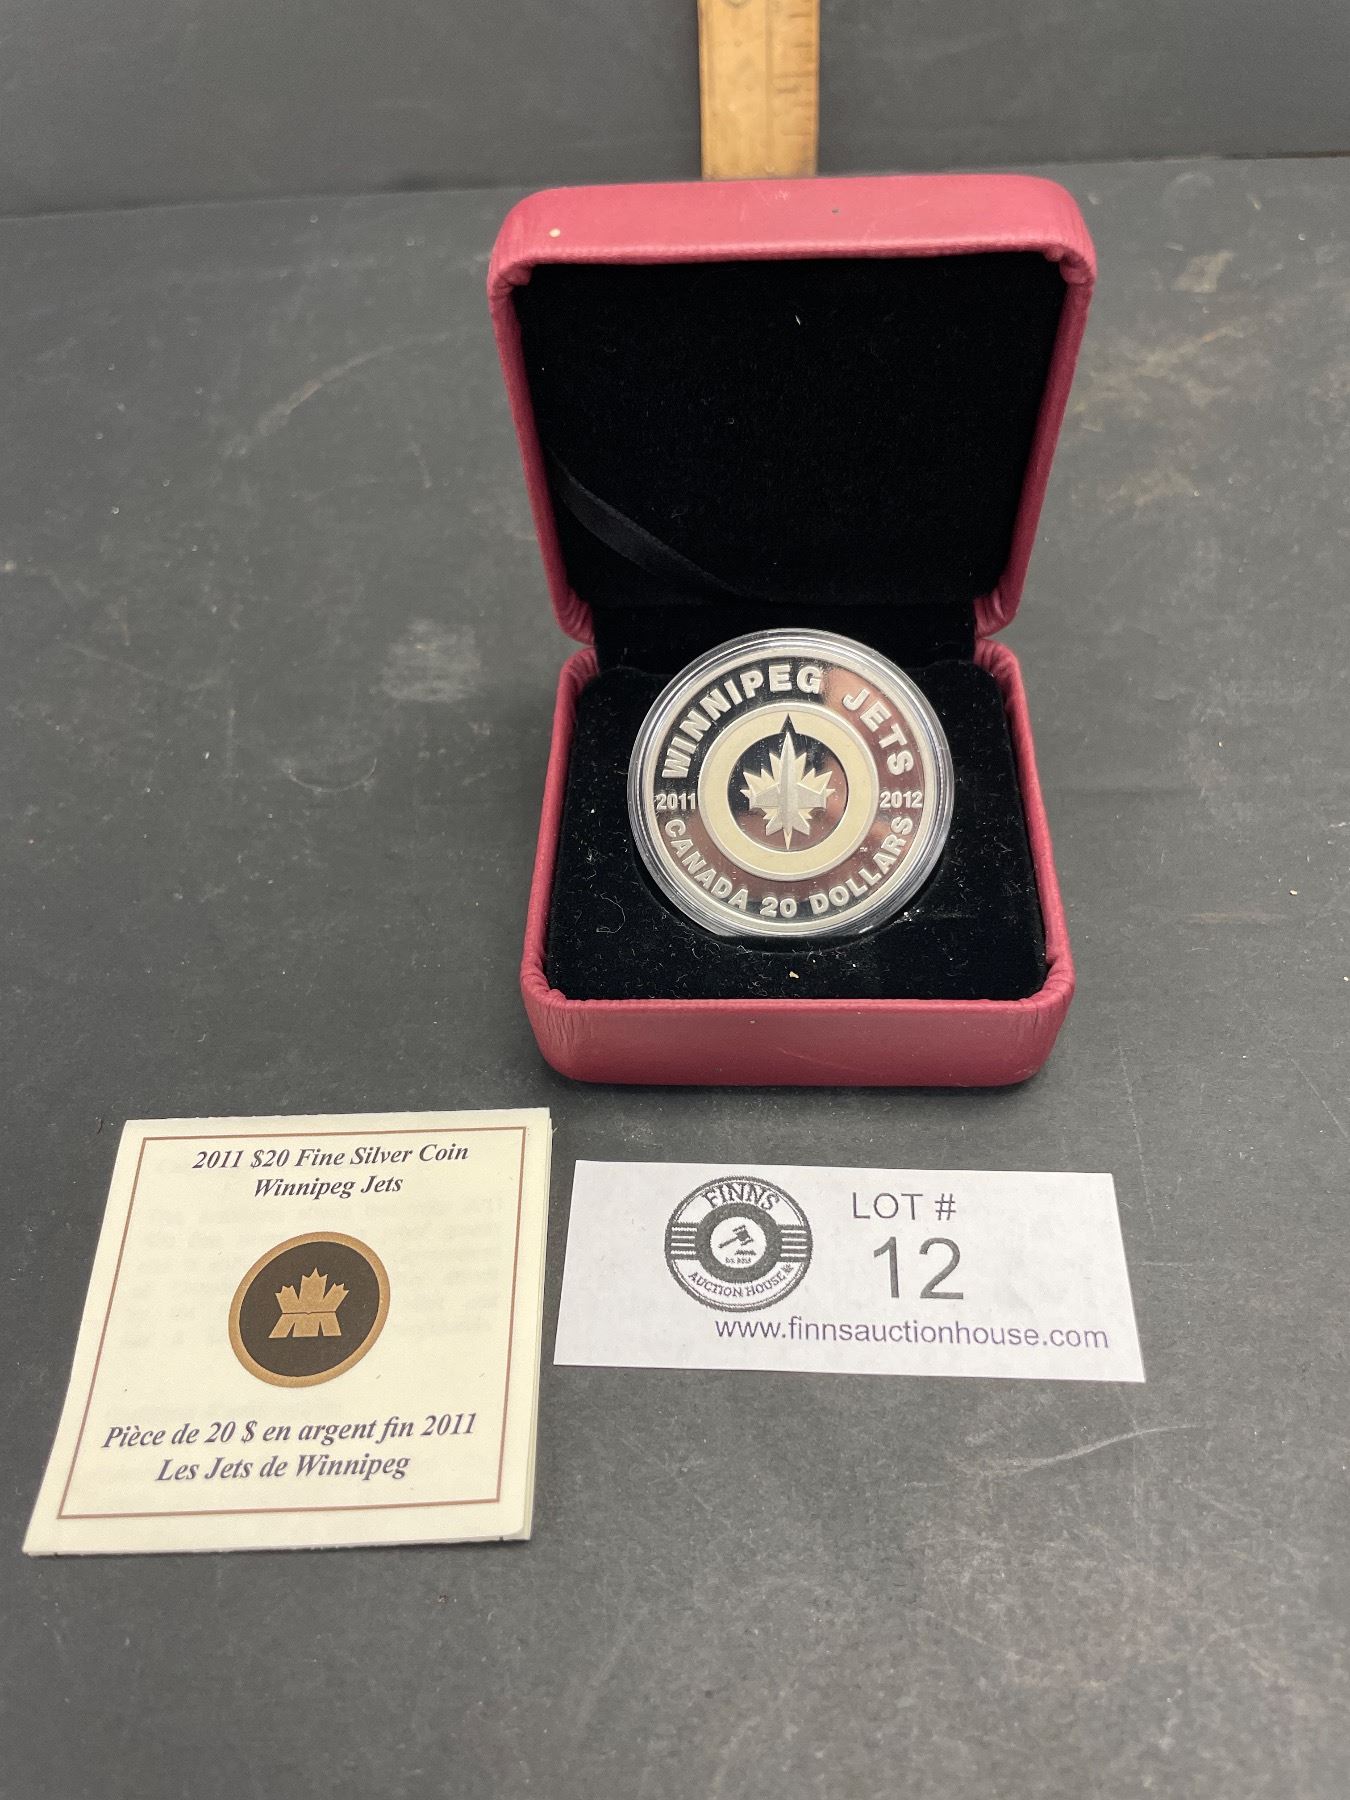 WINNIPEG JETS
2011 2012
CANADA 20 DOLLARS
2011 $20 Fine Silver Coin
Winnipeg Jets
Pièce de 20 $ en argent fin 2011
Les Jets de Winnipeg
FINNS
AUCTION HOUSE
LOT #
12
www.finnsauctionhouse.com